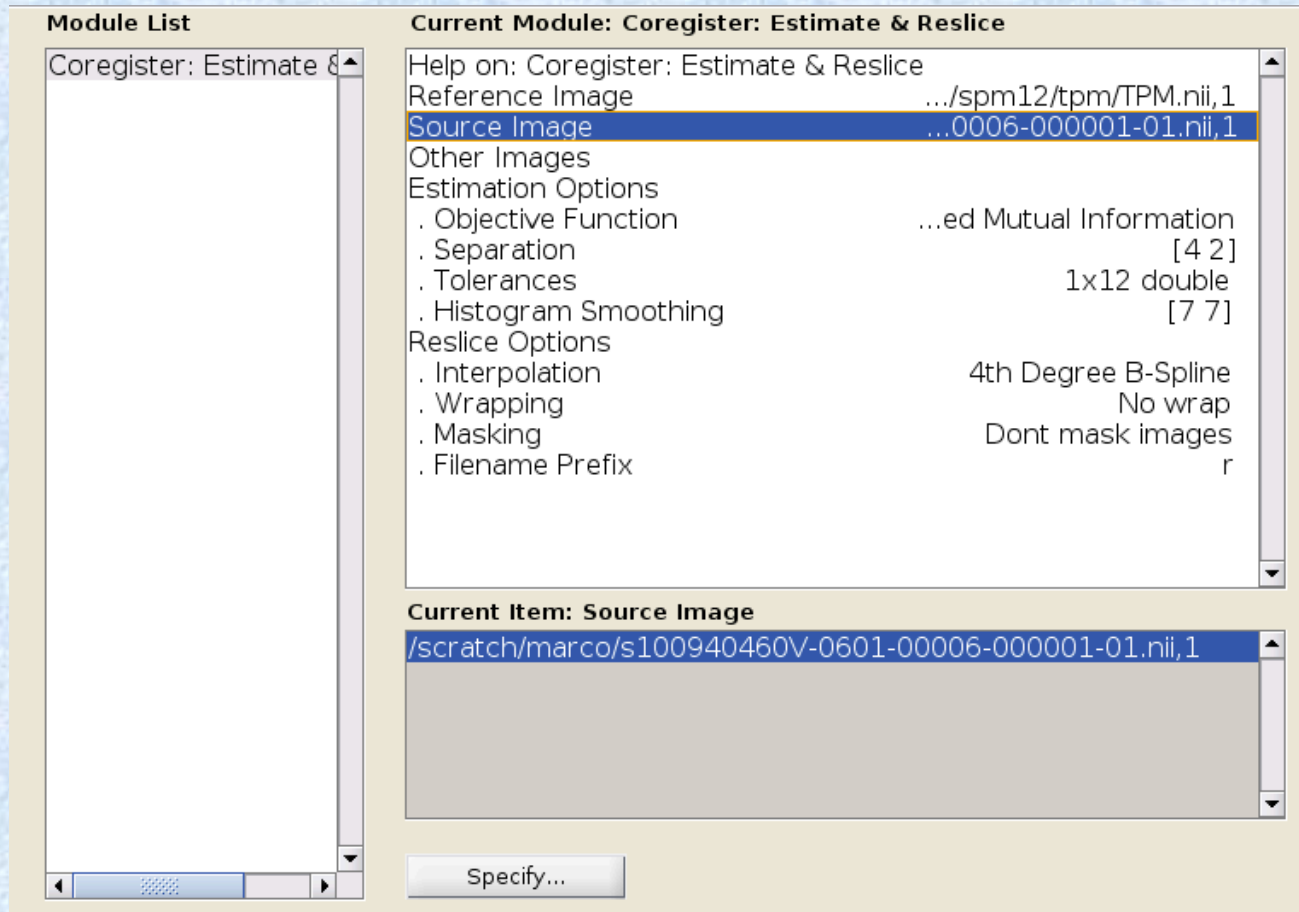 Module List
Coregister: Estimate &
Current Module: Coregister: Estimate & Reslice
Help on: Coregister: Estimate & Reslice
Reference Image .../spm12/tpm/TPM.nii,1
Source Image ...0006-000001-01.nii,1
Other Images
Estimation Options
. Objective Function ...ed Mutual Information
. Separation [4 2]
. Tolerances 1x12 double
. Histogram Smoothing [7 7]
Reslice Options
. Interpolation 4th Degree B-Spline
. Wrapping No wrap
. Masking Dont mask images
. Filename Prefix r
Current Item: Source Image
/scratch/marco/s100940460V-0601-00006-000001-01.nii,1
Specify...